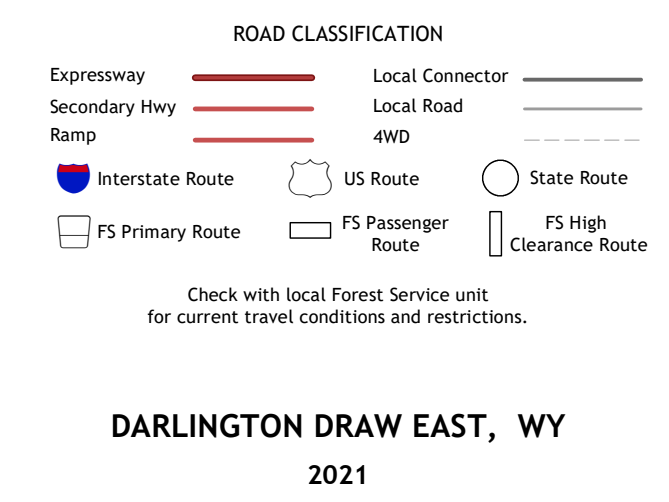 ROAD CLASSIFICATION
Expressway
Local Connector
Secondary Hwy
Local Road
Ramp
4WD
Interstate Route
US Route
State Route
FS Primary Route
FS Passenger
Route
FS High
Clearance Route
Check with local Forest Service unit
for current travel conditions and restrictions.
DARLINGTON DRAW EAST, WY
2021